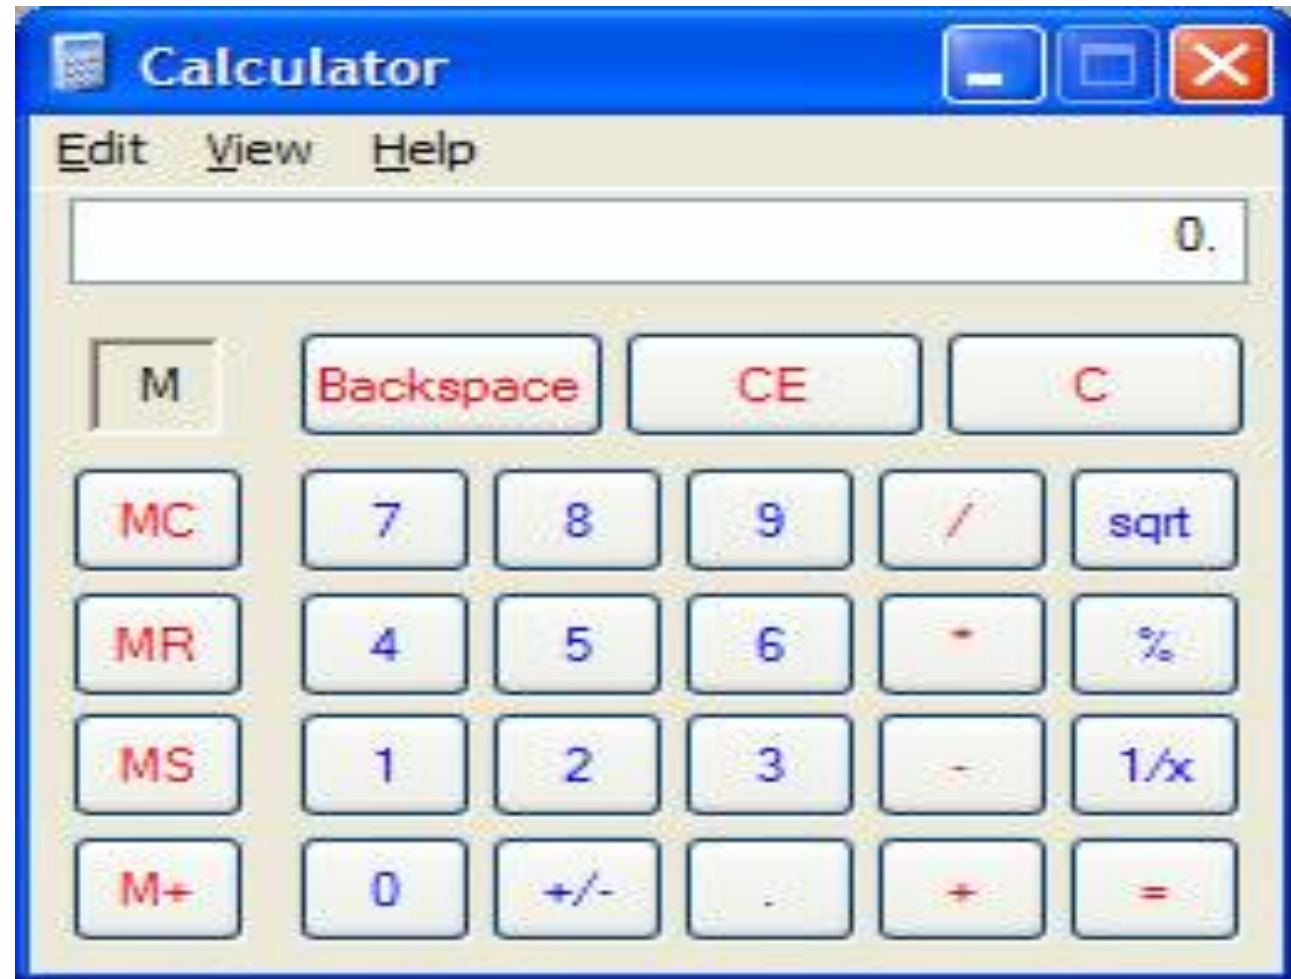 Calculator
Edit View Help
0.
M Backspace CE C
MC 7 8 9 / sqrt
MR 4 5 6 * %
MS 1 2 3 - 1/x
M+ 0 +/- . + =